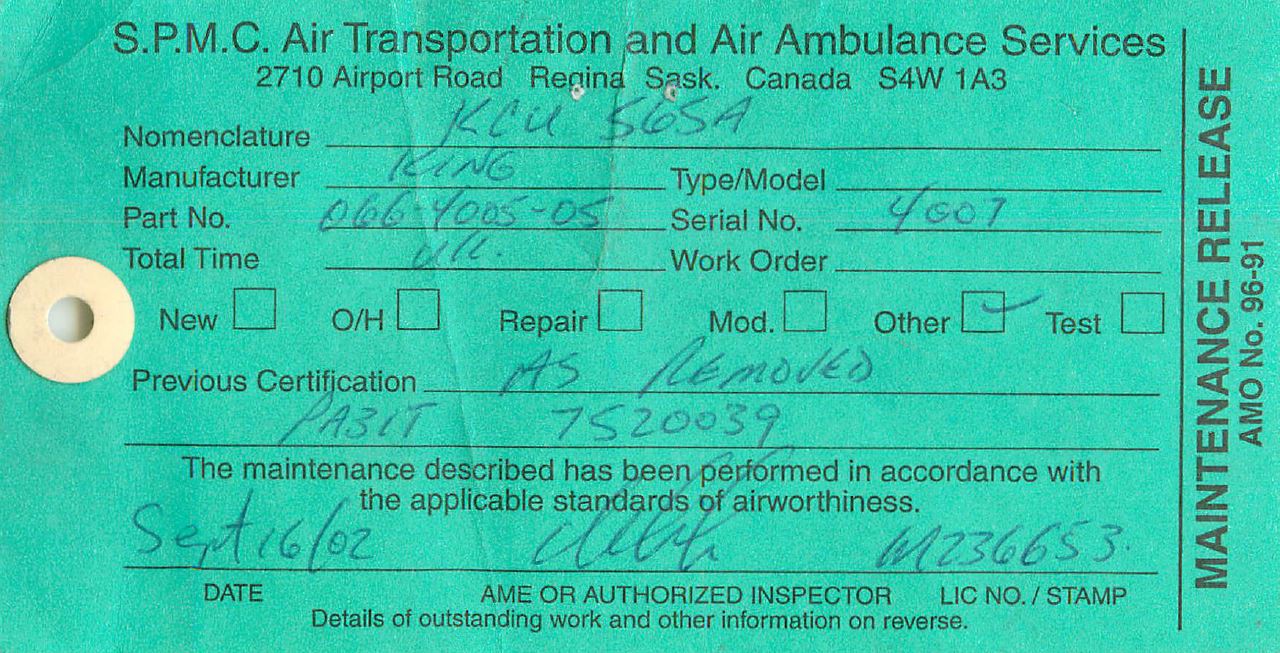 S.P.M.C. Air Transportation and Air Ambulance Services
2710 Airport Road Regina Sask. Canada S4W 1A3
Nomenclature KCU 565A
Manufacturer KING Type/Model
Part No. 066-4005-05 Serial No. 4007
Total Time Work Order
New O/H Repair Mod. Other Test
Previous Certification AS REMOVED
PA31T 7520039
The maintenance described has been performed in accordance with
the applicable standards of airworthiness.
Sept 16/02 M236653
DATE AME OR AUTHORIZED INSPECTOR LIC NO. / STAMP
Details of outstanding work and other information on reverse.
MAINTENANCE RELEASE
AMO No. 96-91